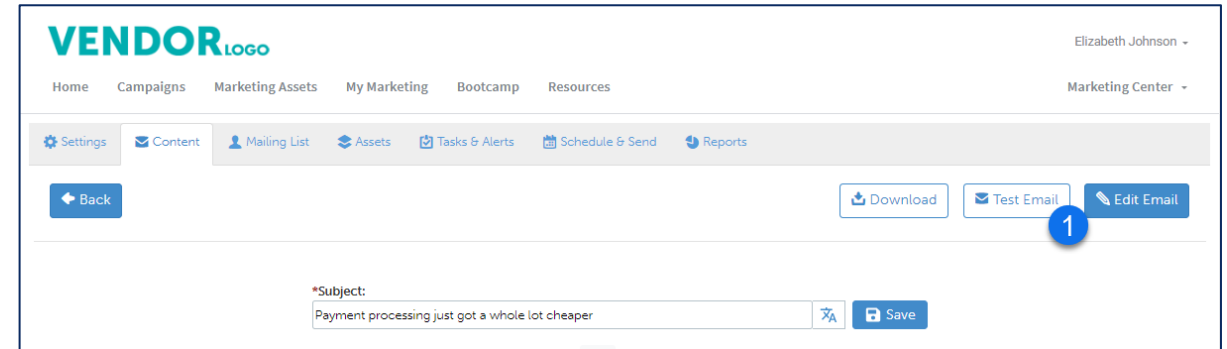 VENDOR LOGO
Elizabeth Johnson
Home Campaigns Marketing Assets My Marketing Bootcamp Resources Marketing Center
Settings Content Mailing List Assets Tasks & Alerts Schedule & Send Reports
Back Download Test Email Edit Email
1
*Subject:
Payment processing just got a whole lot cheaper Save